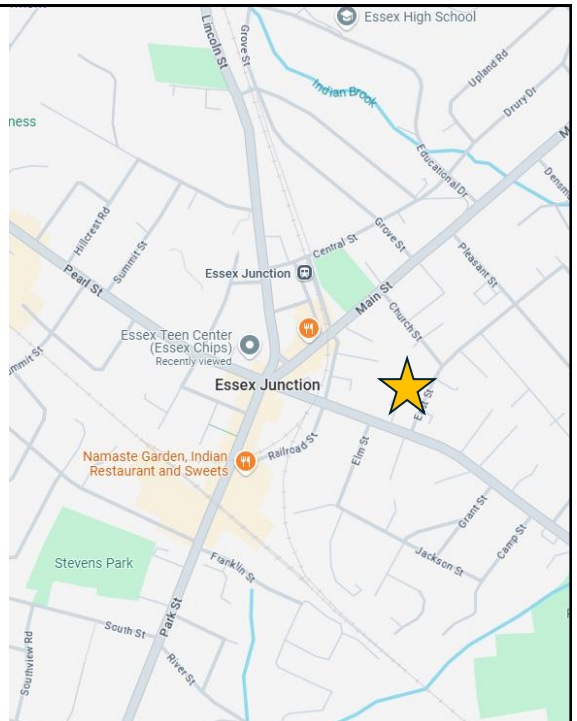 Essex High School
Lincoln St
Grove St
Indian Brook
Upland Rd
Drury Dr
ness
Educational Dr
Hillcrest Rd
Summit St
Central St
Grove St
Pleasant St
Pearl St
Essex Junction
Main St
Church St
Essex Teen Center
(Essex Chips)
Recently viewed
Essex Junction
Railroad St
Elm St
Namaste Garden, Indian
Restaurant and Sweets
Grant St
Camp St
Jackson St
Franklin St
Stevens Park
Park St
South St
River St
Southview Rd